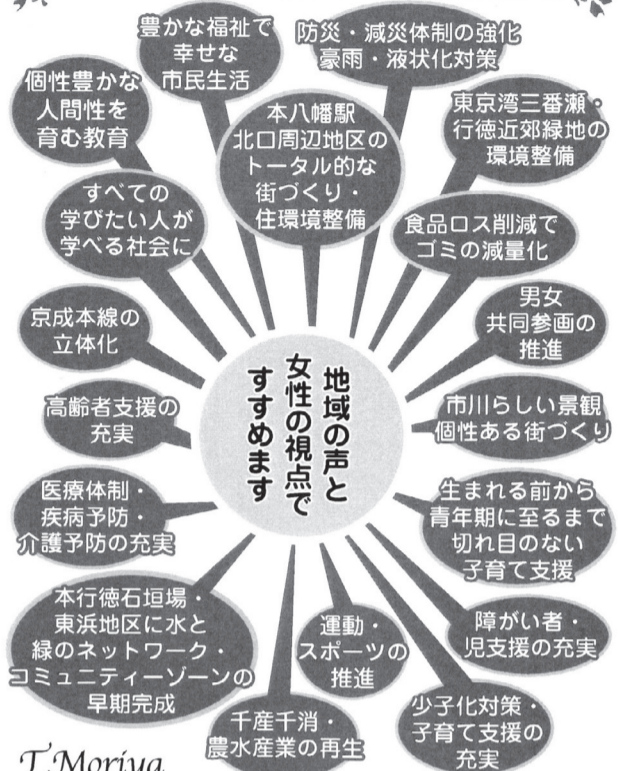 豊かな福祉で
幸せな
市民生活
防災・減災体制の強化
豪雨・液状化対策
個性豊かな
人間性を
育む教育
本八幡駅
北口周辺地区の
トータル的な
街づくり・
住環境整備
東京湾三番瀬・
行徳近郊緑地の
環境整備
すべての
学びたい人が
学べる社会に
食品ロス削減で
ゴミの減量化
京成本線の
立体化
男女
共同参画の
推進
地域の声と
女性の視点で
すすめます
高齢者支援の
充実
市川らしい景観
個性ある街づくり
医療体制・
疾病予防・
介護予防の充実
生まれる前から
青年期に至るまで
切れ目のない
子育て支援
本行徳石垣場・
東浜地区に水と
緑のネットワーク・
コミュニティーゾーンの
早期完成
運動・
スポーツの
推進
障がい者・
児支援の充実
千産千消・
農水産業の再生
少子化対策・
子育て支援の
充実
T.Moriya